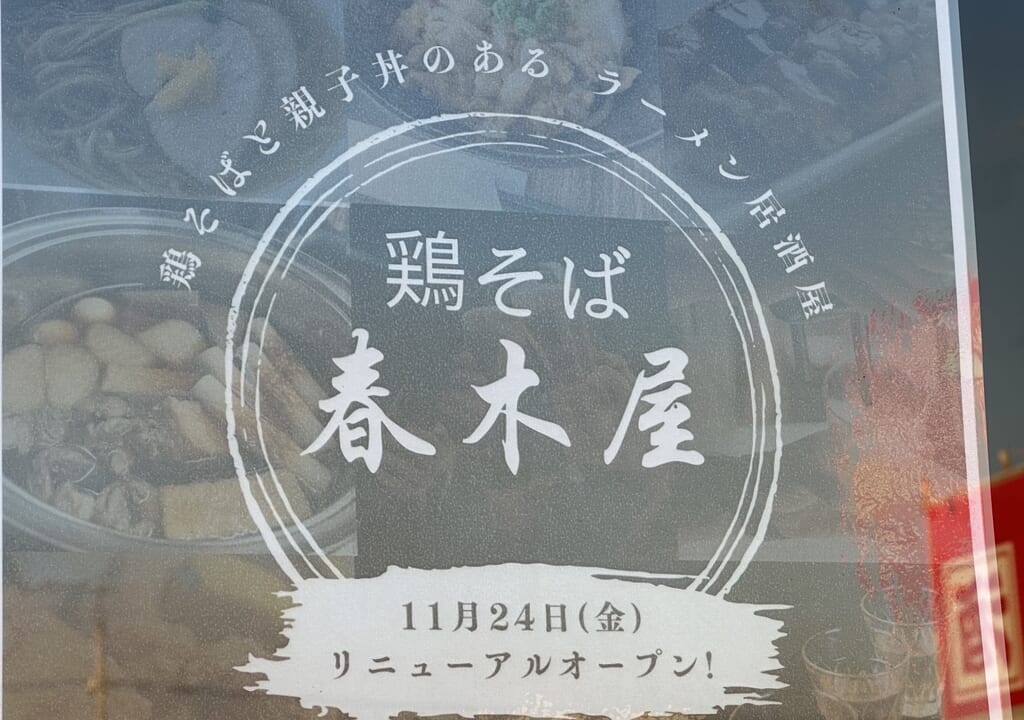 鶏そばと親子丼のある ラーメン居酒屋
鶏そば
春木屋
11月24日(金)
リニューアルオープン!